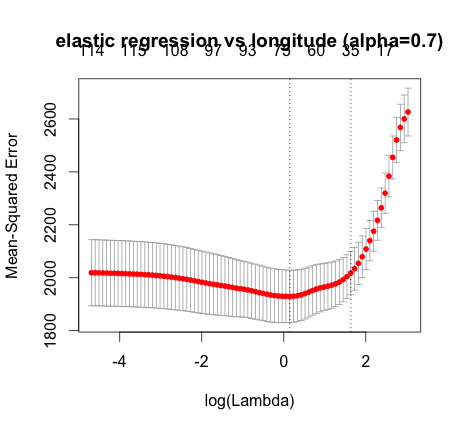 elastic regression vs longitude (alpha=0.7)
114 115 108 97 93 75 60 35 17
Mean-Squared Error
2600
2400
2200
2000
1800
-4 -2 0 2
log(Lambda)